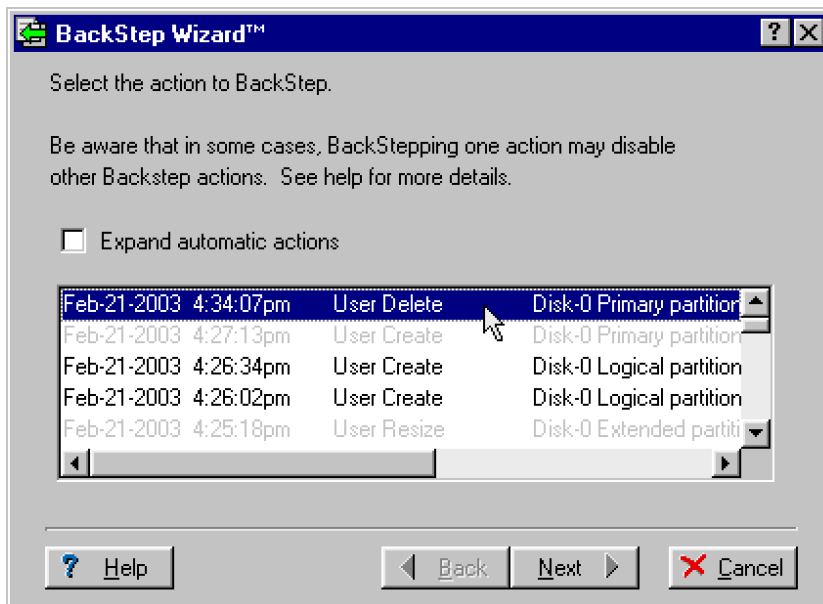 BackStep Wizard™
Select the action to BackStep.
Be aware that in some cases, BackStepping one action may disable
other Backstep actions. See help for more details.
Expand automatic actions
Feb-21-2003 4:34:07pm User Delete Disk-0 Primary partition
Feb-21-2003 4:27:13pm User Create Disk-0 Primary partition
Feb-21-2003 4:26:34pm User Create Disk-0 Logical partition
Feb-21-2003 4:26:02pm User Create Disk-0 Logical partition
Feb-21-2003 4:25:18pm User Resize Disk-0 Extended partiti
? Help Back Next Cancel